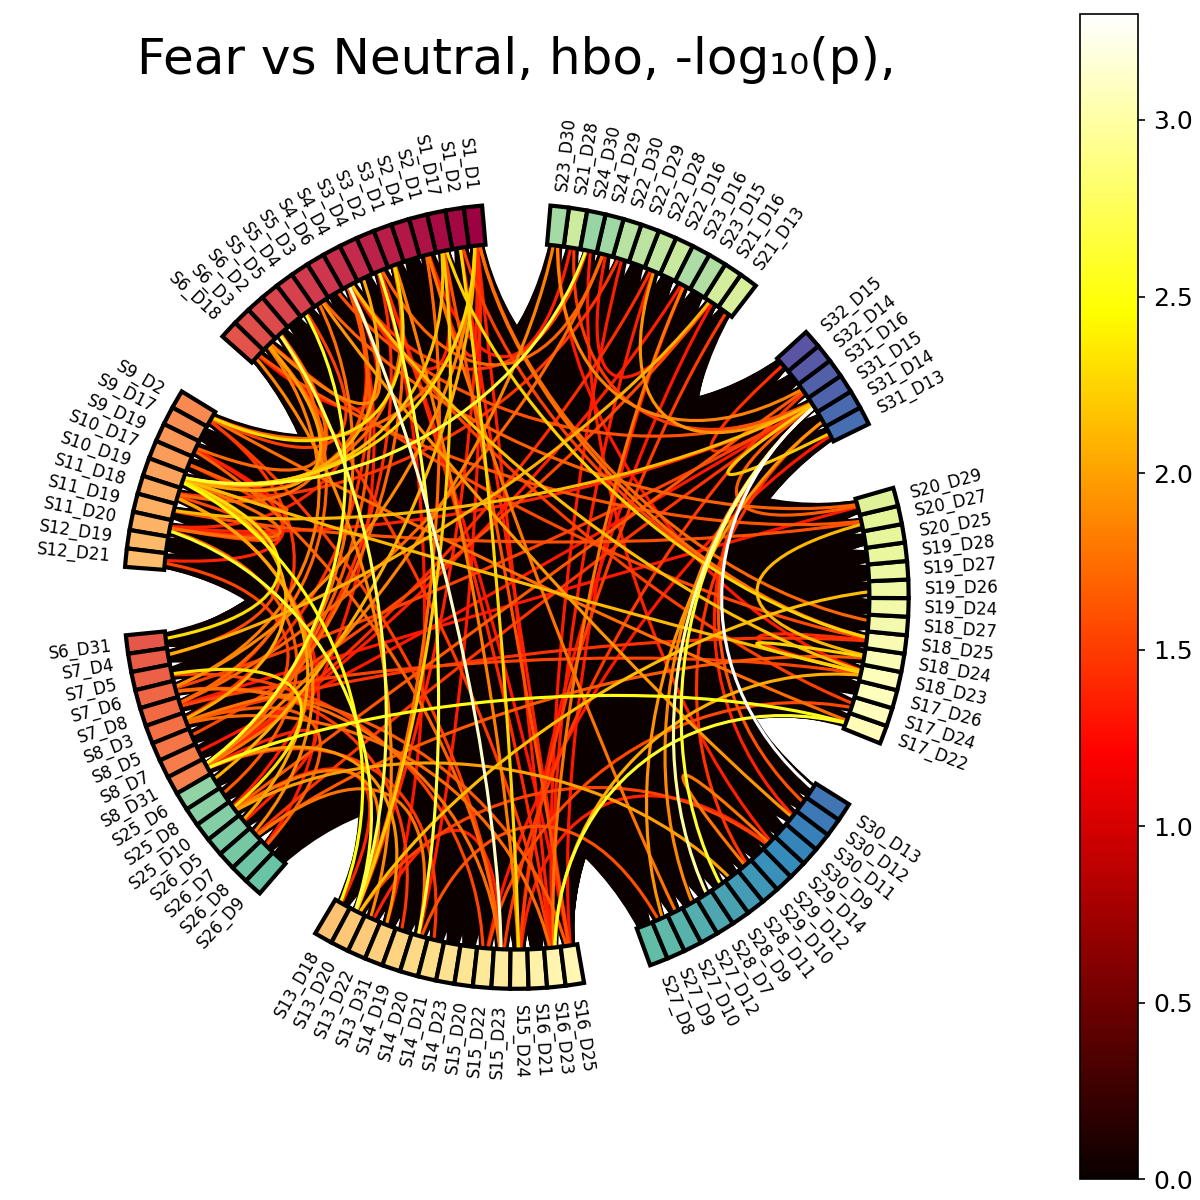 Fear vs Neutral, hbo, -log₁₀(p),
S1_D1
S1_D2
S1_D17
S2_D1
S2_D4
S3_D1
S3_D2
S3_D4
S4_D4
S4_D6
S5_D3
S5_D4
S5_D5
S6_D2
S6_D3
S6_D18
S9_D2
S9_D17
S9_D19
S10_D17
S10_D19
S11_D18
S11_D19
S11_D20
S12_D19
S12_D21
S6_D31
S7_D4
S7_D5
S7_D6
S7_D8
S8_D3
S8_D5
S8_D7
S8_D31
S25_D6
S25_D8
S25_D10
S26_D5
S26_D7
S26_D8
S26_D9
S13_D18
S13_D20
S13_D22
S13_D31
S14_D19
S14_D20
S14_D21
S14_D23
S15_D20
S15_D22
S15_D23
S15_D24
S16_D21
S16_D23
S16_D25
S27_D8
S27_D9
S27_D10
S27_D12
S28_D7
S28_D9
S28_D11
S29_D10
S29_D12
S29_D14
S30_D9
S30_D11
S30_D12
S30_D13
S17_D22
S17_D24
S17_D26
S18_D23
S18_D24
S18_D25
S18_D27
S19_D24
S19_D26
S19_D27
S19_D28
S20_D25
S20_D27
S20_D29
S31_D13
S31_D14
S31_D15
S31_D16
S32_D14
S32_D15
S21_D13
S21_D16
S23_D15
S23_D16
S22_D16
S22_D28
S22_D29
S22_D30
S24_D29
S24_D30
S21_D28
S23_D30
3.0
2.5
2.0
1.5
1.0
0.5
0.0